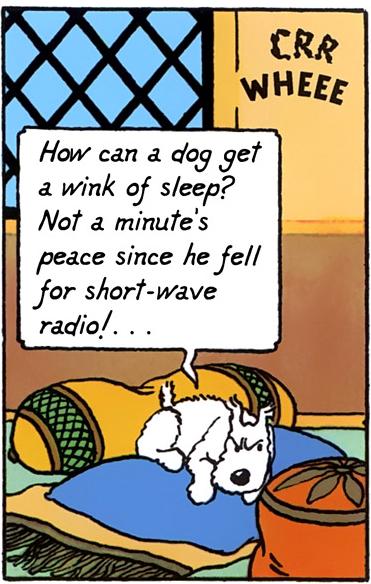 CRR
WHEEE
How can a dog get
a wink of sleep?
Not a minute's
peace since he fell
for short-wave
radio!. . .